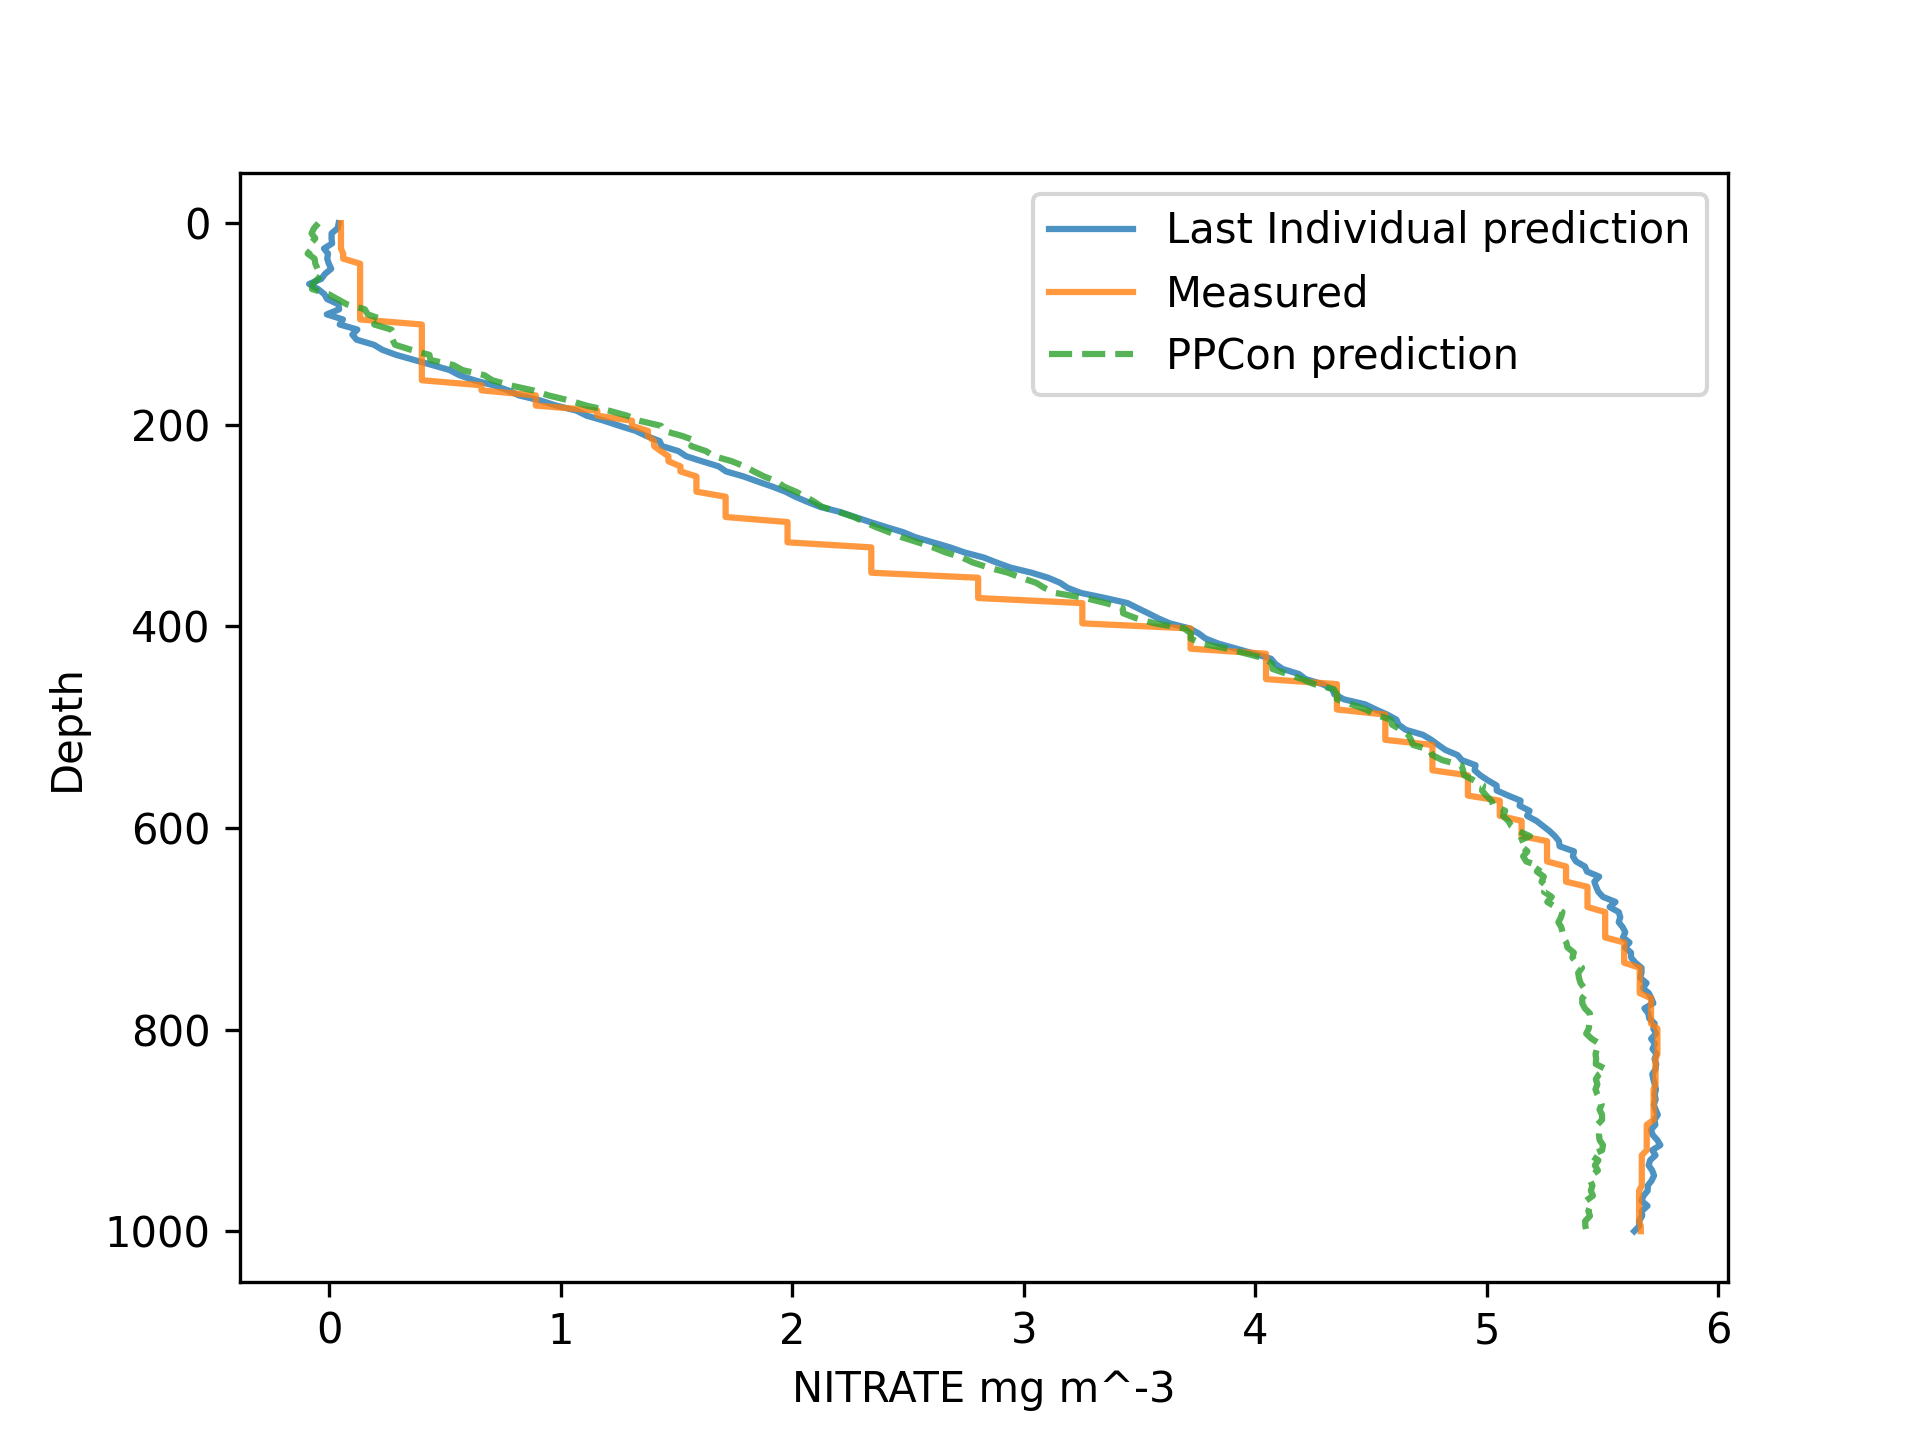 Last Individual prediction
Measured
PPCon prediction
0
200
400
600
800
1000
Depth
0 1 2 3 4 5 6
NITRATE mg m^-3